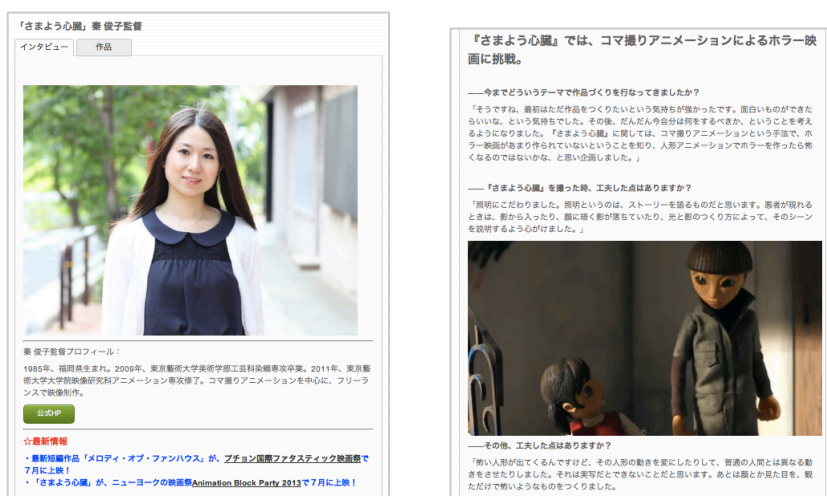 「さまよう心臓」秦 俊子監督
インタビュー
作品
秦 俊子監督プロフィール：
1985年、福岡県生まれ。2009年、東京藝術大学美術学部工芸科染織専攻卒業。2011年、東京藝
術大学大学院映像研究科アニメーション専攻修了。コマ撮りアニメーションを中心に、フリーラ
ンスで映像制作。
公式HP
☆最新情報
・最新短編作品「メロディ・オブ・ファンハウス」が、プチョン国際ファタスティック映画祭で
７月に上映！
・「さまよう心臓」が、ニューヨークの映画祭Animation Block Party 2013で７月に上映！
『さまよう心臓』では、コマ撮りアニメーションによるホラー映
画に挑戦。
――今までどういうテーマで作品づくりを行なってきましたか？
「そうですね、最初はただ作品をつくりたいという気持ちが強かったです。面白いものができた
らいいな、という気持ちでした。その後、だんだん今自分は何をするべきか、ということを考え
るようになりました。『さまよう心臓』に関しては、コマ撮りアニメーションという手法で、ホ
ラー映画があまり作られていないということを知り、人形アニメーションでホラーを作ったら怖
くなるのではないかな、と思い企画しました。」
――『さまよう心臓』を撮った時、工夫した点はありますか？
「照明にこだわりました。照明というのは、ストーリーを語るものだと思います。悪者が現れる
ときは、影から入ったり、顔に暗く影が落ちていたり、光と影のつくり方によって、そのシーン
を説明するよう心がけました。」
――その他、工夫した点はありますか？
「怖い人形が出てくるんですけど、その人形の動きを変にしたりして、普通の人間とは異なる動
きをさせたりしました。それは実写だとできないことだと思います。あとは顔とか見た目を、観
ただけで怖いようなものをつくりました。